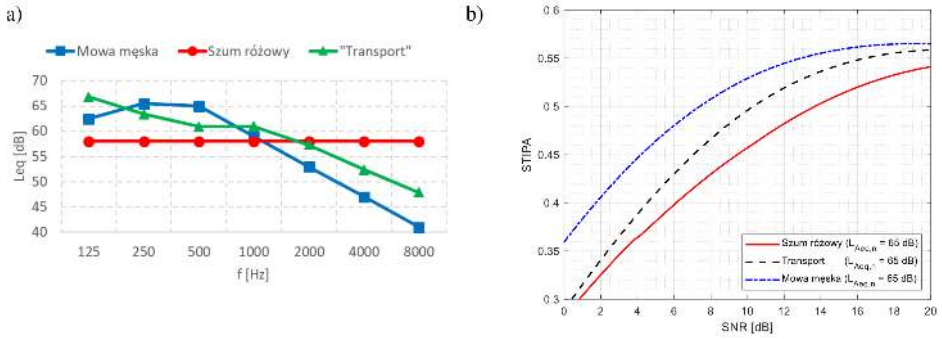 a)
Mowa męska Szum różowy "Transport"
70
65
60
55
50
45
40
Leq [dB]
125 250 500 1000 2000 4000 8000
f [Hz]
b)
0.6
0.55
0.5
0.45
0.4
0.35
0.3
STIPA
Szum różowy (L_Aeq,n = 65 dB)
Transport (L_Aeq,n = 65 dB)
Mowa męska (L_Aeq,n = 65 dB)
0 2 4 6 8 10 12 14 16 18 20
SNR [dB]